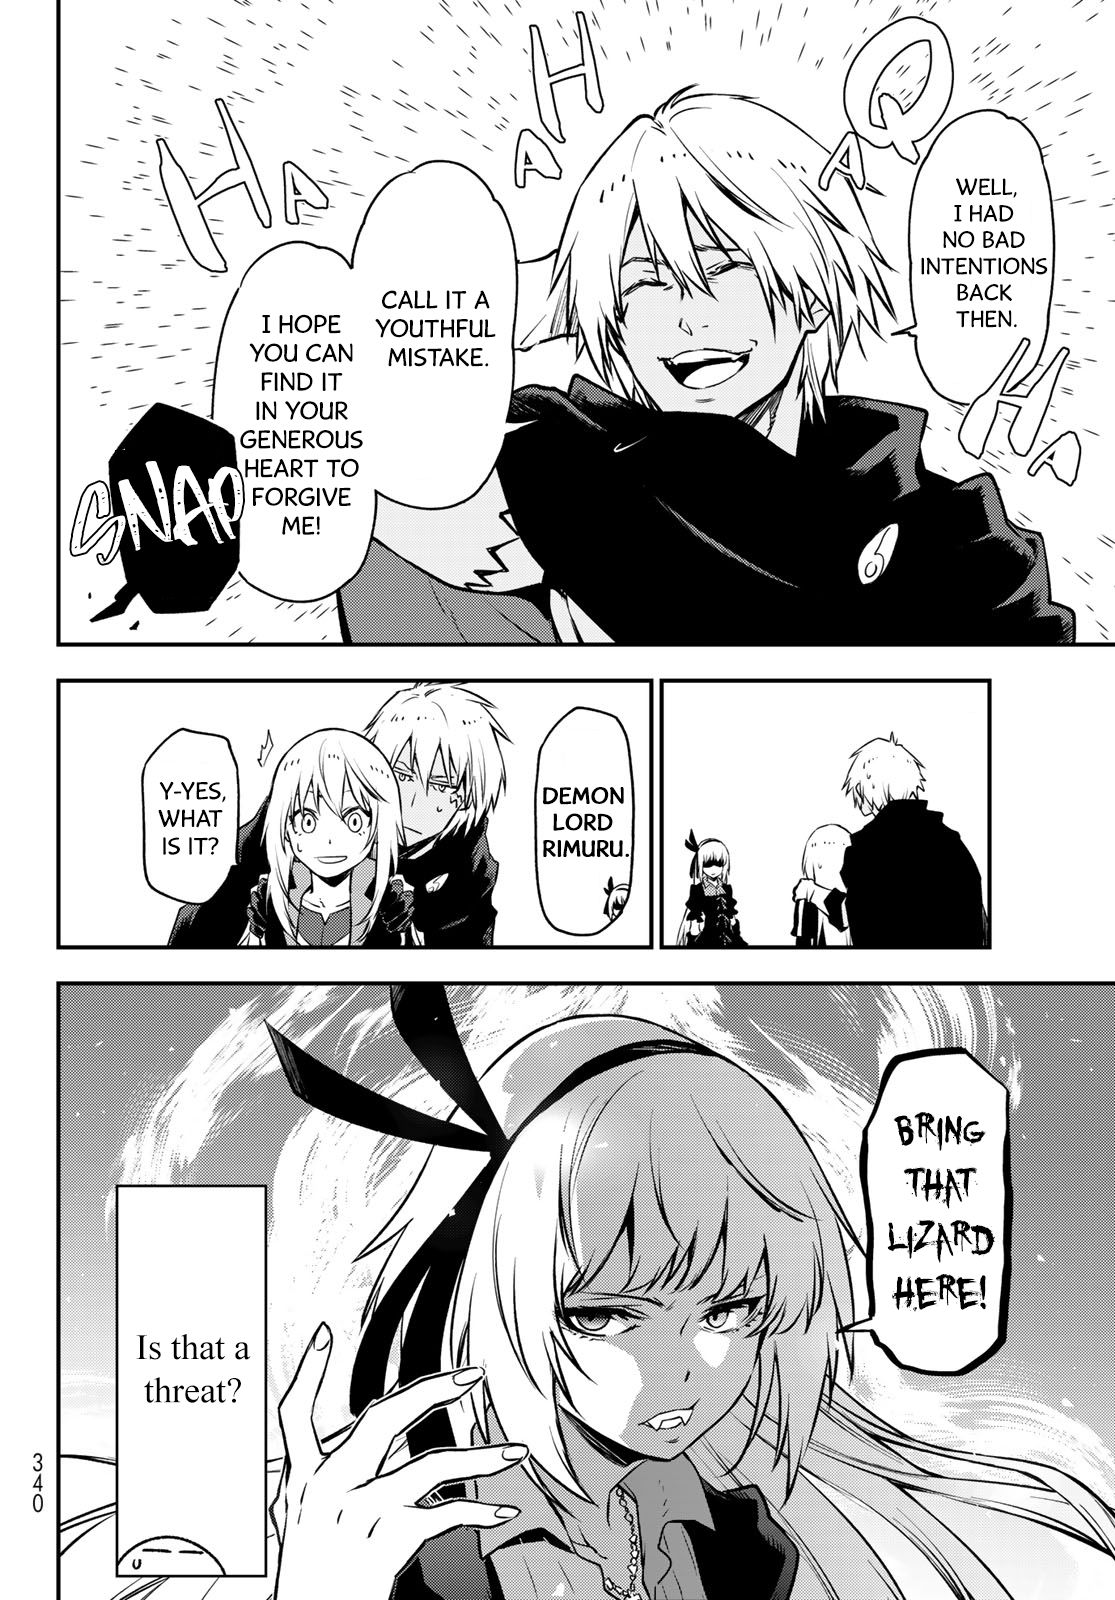 WELL,
I HAD
NO BAD
INTENTIONS
BACK
THEN.
HA
HA
HA
HA
Q
CALL IT A
YOUTHFUL
MISTAKE.
I HOPE
YOU CAN
FIND IT
IN YOUR
GENEROUS
HEART TO
FORGIVE
ME!
SNAP
DEMON
LORD
RIMURU.
Y-YES,
WHAT
IS IT?
BRING
THAT
LIZARD
HERE!
Is that a
threat?
340